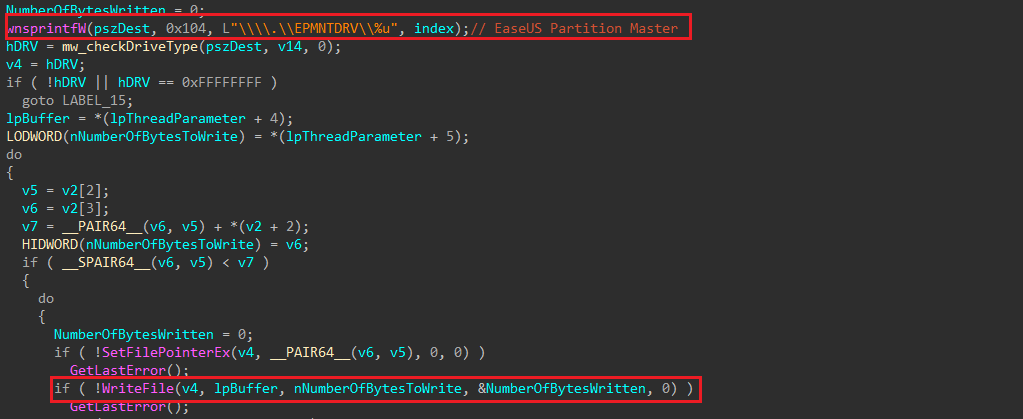 NumberOfBytesWritten = 0;
wnsprintfW(pszDest, 0x104, L"\\\\.\\EPMNTDRV\\%u", index);// EaseUS Partition Master
hDRV = mw_checkDriveType(pszDest, v14, 0);
v4 = hDRV;
if ( !hDRV || hDRV == 0xFFFFFFFF )
goto LABEL_15;
lpBuffer = *(lpThreadParameter + 4);
LODWORD(nNumberOfBytesToWrite) = *(lpThreadParameter + 5);
do
{
v5 = v2[2];
v6 = v2[3];
v7 = __PAIR64__(v6, v5) + *(v2 + 2);
HIDWORD(nNumberOfBytesToWrite) = v6;
if ( __SPAIR64__(v6, v5) < v7 )
{
do
{
NumberOfBytesWritten = 0;
if ( !SetFilePointerEx(v4, __PAIR64__(v6, v5), 0, 0) )
GetLastError();
if ( !WriteFile(v4, lpBuffer, nNumberOfBytesToWrite, &NumberOfBytesWritten, 0) )
GetLastError();